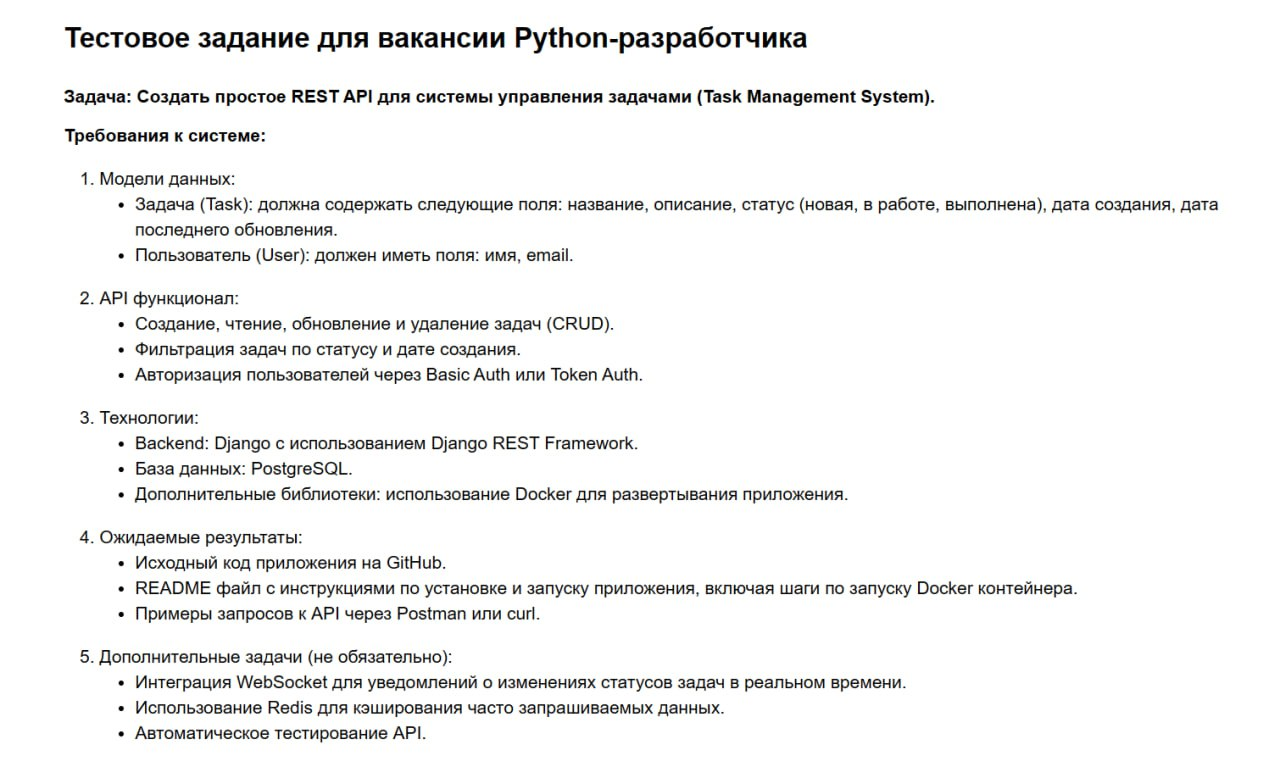 Тестовое задание для вакансии Python-разработчика
Задача: Создать простое REST API для системы управления задачами (Task Management System).
Требования к системе:
1. Модели данных:
• Задача (Task): должна содержать следующие поля: название, описание, статус (новая, в работе, выполнена), дата создания, дата
последнего обновления.
• Пользователь (User): должен иметь поля: имя, email.
2. API функционал:
• Создание, чтение, обновление и удаление задач (CRUD).
• Фильтрация задач по статусу и дате создания.
• Авторизация пользователей через Basic Auth или Token Auth.
3. Технологии:
• Backend: Django с использованием Django REST Framework.
• База данных: PostgreSQL.
• Дополнительные библиотеки: использование Docker для развертывания приложения.
4. Ожидаемые результаты:
• Исходный код приложения на GitHub.
• README файл с инструкциями по установке и запуску приложения, включая шаги по запуску Docker контейнера.
• Примеры запросов к API через Postman или curl.
5. Дополнительные задачи (не обязательно):
• Интеграция WebSocket для уведомлений о изменениях статусов задач в реальном времени.
• Использование Redis для кэширования часто запрашиваемых данных.
• Автоматическое тестирование API.